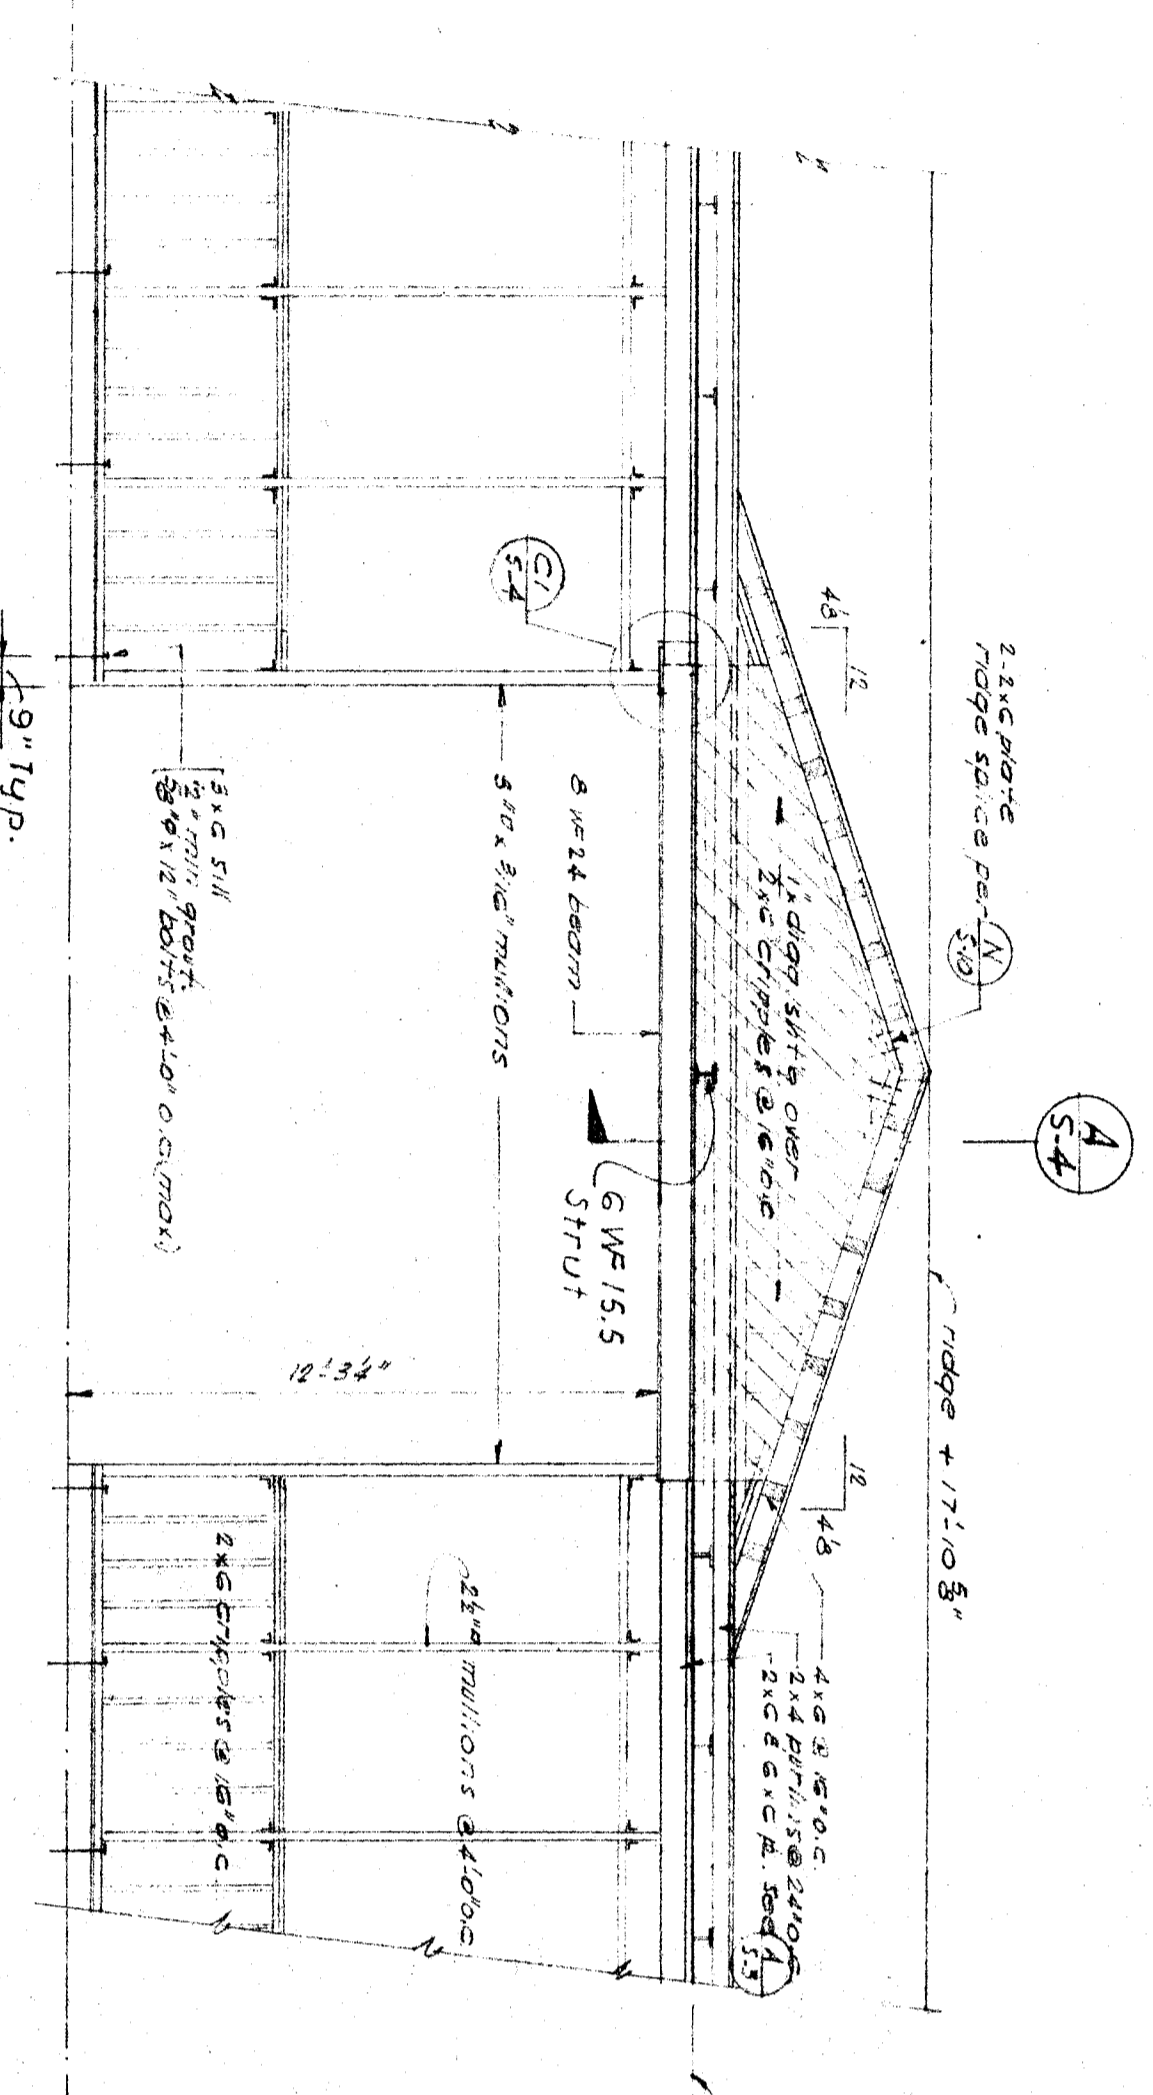 2-2x6 plate
ridge splice per
N
S-10
A
S-4
ridge + 17'-10 5/8"
12
4 1/8
12
4 1/8
4x6 @ 16" o.c.
2x4 purlins @ 24" o.c.
2x6 & 6x6 pl. see
A
S-3
1" diag. sht'g over
2x6 cripples @ 16" o.c.
C1
S-4
8 WF 24 beam
6 WF 15.5
Strut
5"□ x 3/16" mullions
12'-3 1/4"
2 1/2"□ mullions @ 4'-0" o.c.
3x6 sill
1/2" min grout
5/8"φ x 12" bolts @ 4'-0" o.c. (max.)
2x6 cripples @ 16" o.c.
9" Typ.